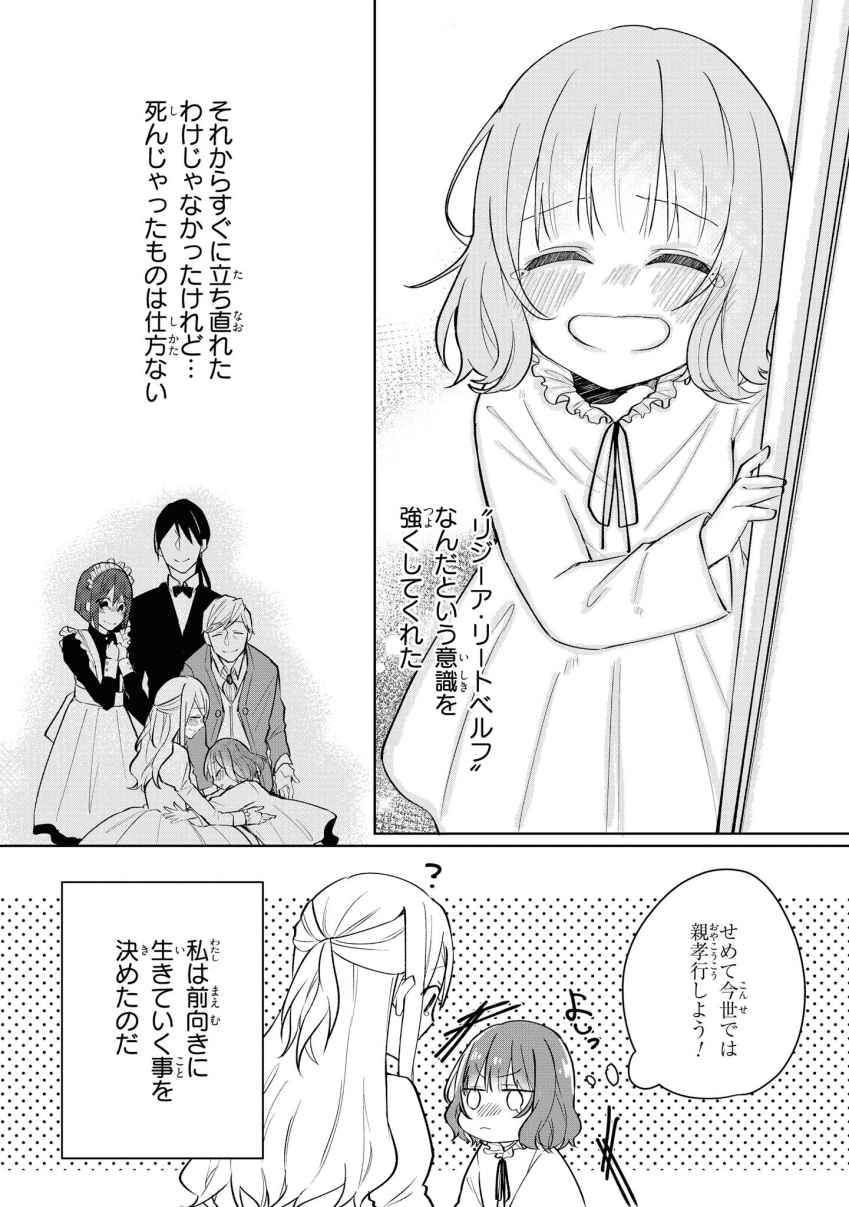 〝リジーア・リートベルフ〟
なんだという意識を
強くしてくれた
それからすぐに立ち直れた
わけじゃなかったけれど…
死んじゃったものは仕方ない
せめて今世では
親孝行しよう！
よしっ
？
私は前向きに
生きていく事を
決めたのだ